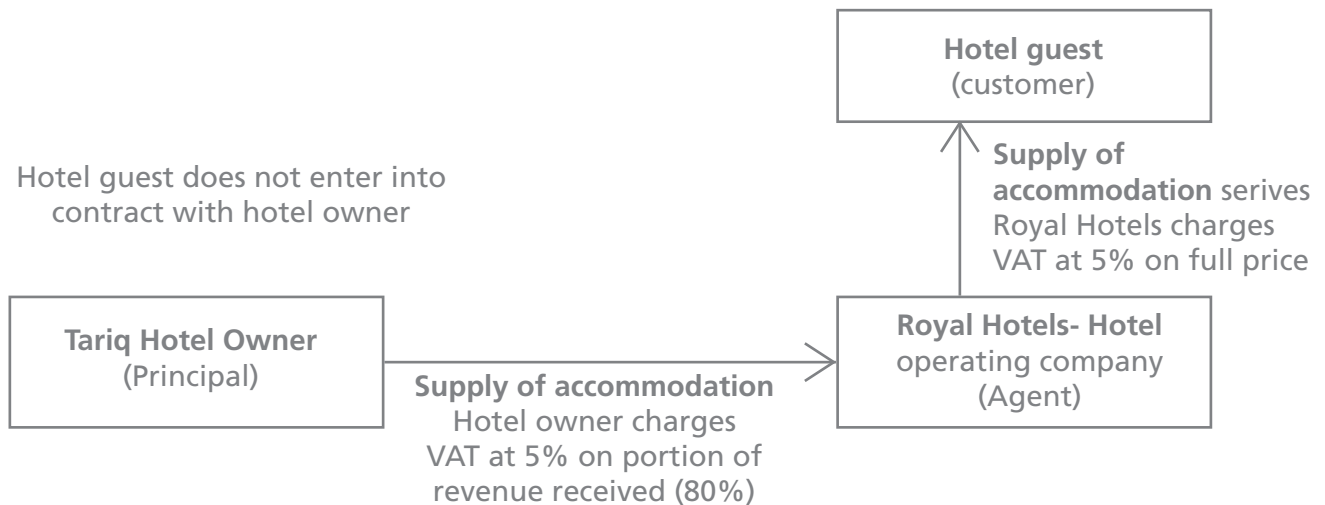 Hotel guest
(customer)
Supply of
accommodation serives
Royal Hotels charges
VAT at 5% on full price
Hotel guest does not enter into
contract with hotel owner
Tariq Hotel Owner
(Principal)
Supply of accommodation
Hotel owner charges
VAT at 5% on portion of
revenue received (80%)
Royal Hotels- Hotel
operating company
(Agent)